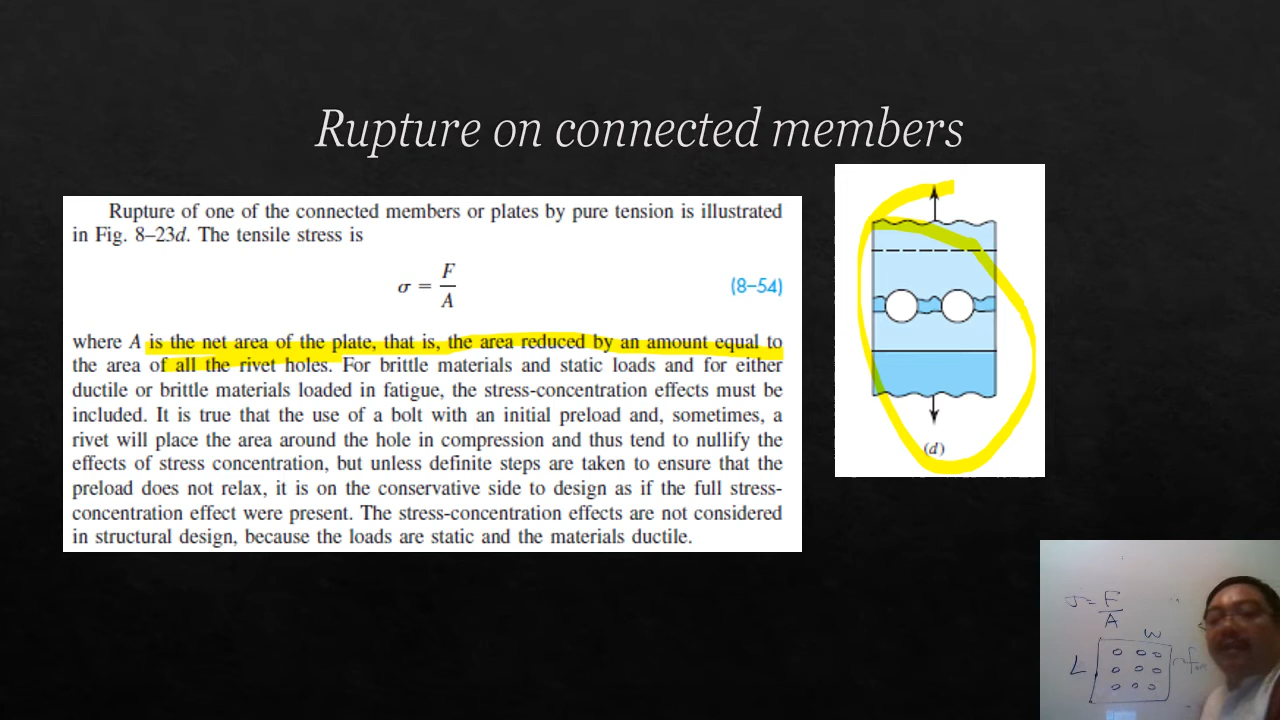 Rupture on connected members
Rupture of one of the connected members or plates by pure tension is illustrated
in Fig. 8–23d. The tensile stress is
σ = F/A
(8–54)
where A is the net area of the plate, that is, the area reduced by an amount equal to
the area of all the rivet holes. For brittle materials and static loads and for either
ductile or brittle materials loaded in fatigue, the stress-concentration effects must be
included. It is true that the use of a bolt with an initial preload and, sometimes, a
rivet will place the area around the hole in compression and thus tend to nullify the
effects of stress concentration, but unless definite steps are taken to ensure that the
preload does not relax, it is on the conservative side to design as if the full stress-
concentration effect were present. The stress-concentration effects are not considered
in structural design, because the loads are static and the materials ductile.
(d)
σ = F/A
W
L